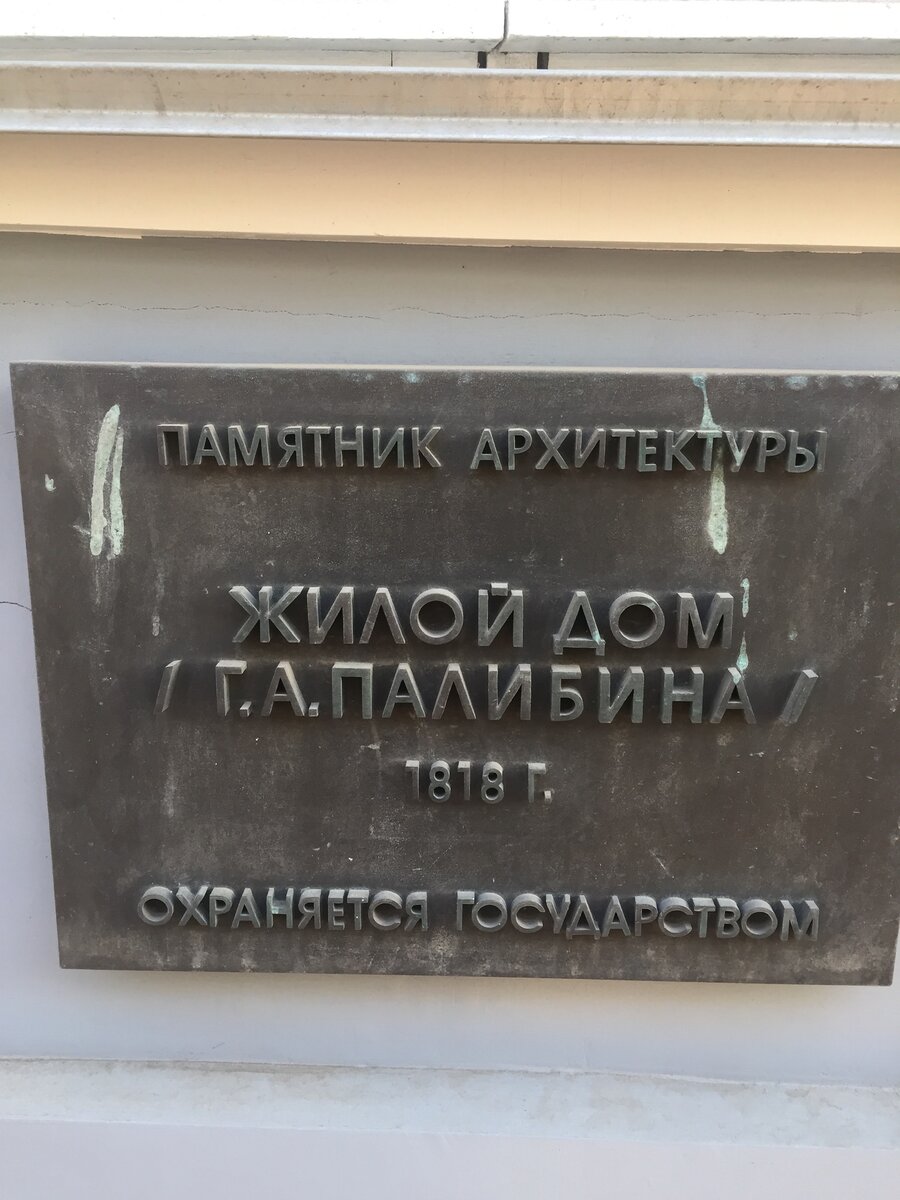 ПАМЯТНИК АРХИТЕКТУРЫ
ЖИЛОЙ ДОМ
/ Г.А.ПАЛИБИНА /
1818 Г.
ОХРАНЯЕТСЯ ГОСУДАРСТВОМ